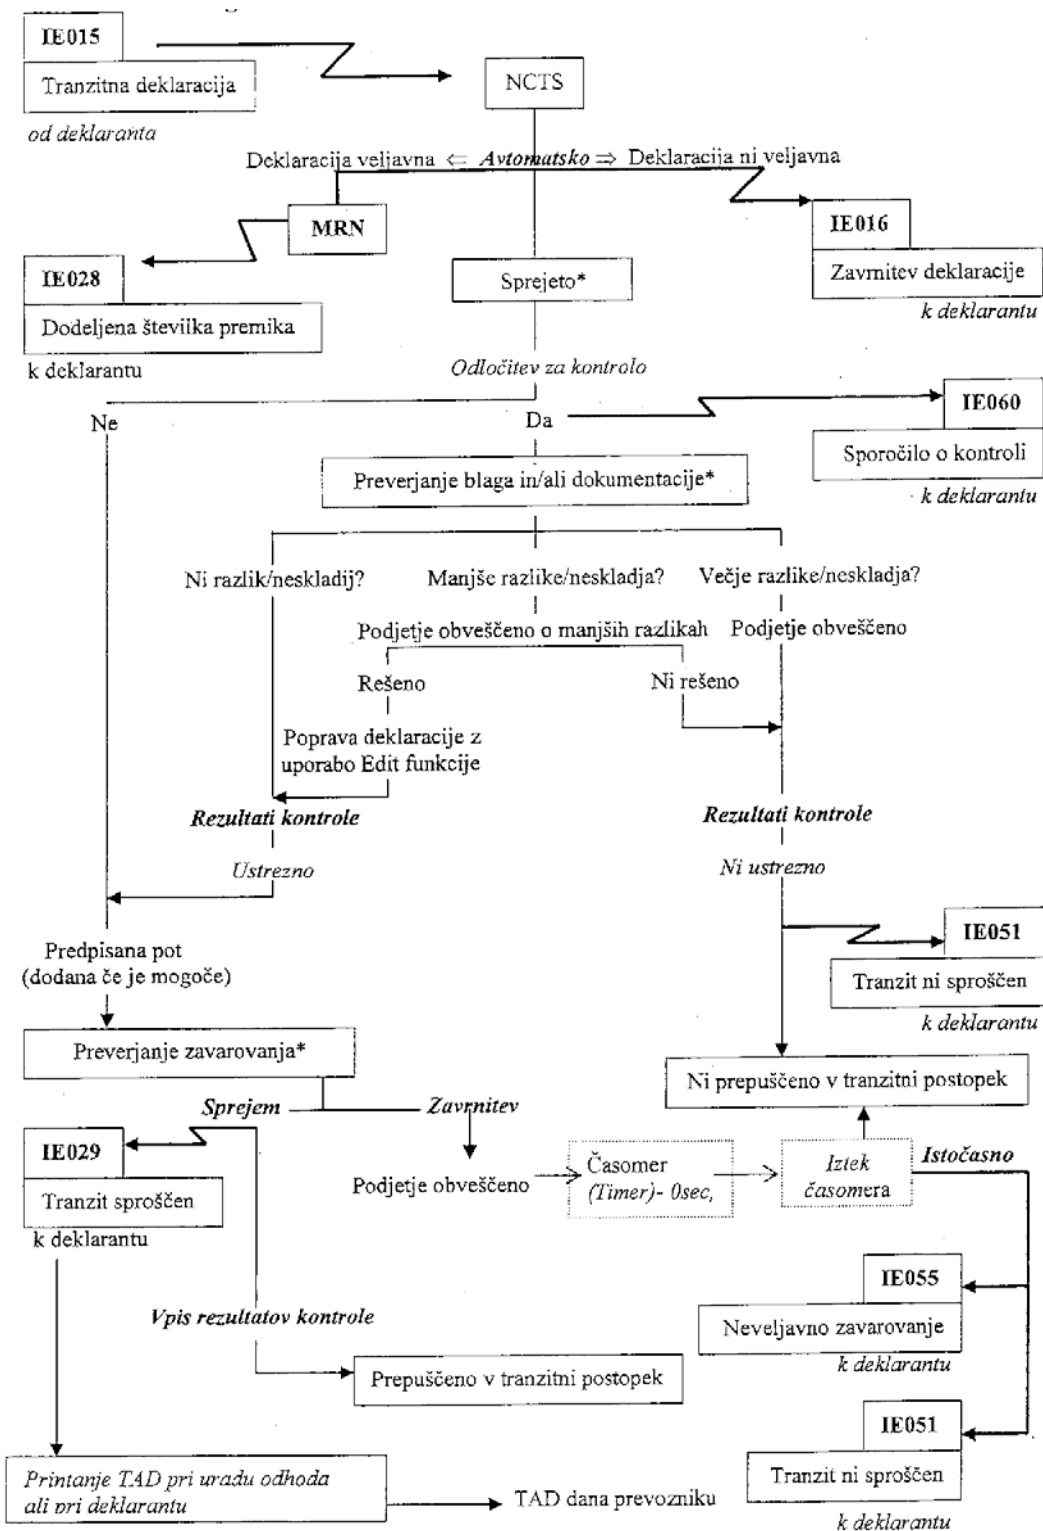 IE015
Tranzitna deklaracija
od deklaranta
NCTS
Deklaracija veljavna ⇐ Avtomatsko ⇒ Deklaracija ni veljavna
MRN
IE016
Zavrnitev deklaracije
k deklarantu
IE028
Dodeljena številka premika
k deklarantu
Sprejeto*
Odločitev za kontrolo
Ne
Da
IE060
Sporočilo o kontroli
k deklarantu
Preverjanje blaga in/ali dokumentacije*
Ni razlik/neskladij?
Manjše razlike/neskladja?
Večje razlike/neskladja?
Podjetje obveščeno o manjših razlikah
Podjetje obveščeno
Rešeno
Ni rešeno
Poprava deklaracije z
uporabo Edit funkcije
Rezultati kontrole
Rezultati kontrole
Ustrezno
Ni ustrezno
IE051
Tranzit ni sproščen
k deklarantu
Predpisana pot
(dodana če je mogoče)
Preverjanje zavarovanja*
Ni prepuščeno v tranzitni postopek
Sprejem
Zavrnitev
IE029
Tranzit sproščen
k deklarantu
Podjetje obveščeno
Časomer
(Timer)- 0sec,
Iztek
časomera
Istočasno
IE055
Neveljavno zavarovanje
k deklarantu
Vpis rezultatov kontrole
Prepuščeno v tranzitni postopek
IE051
Tranzit ni sproščen
k deklarantu
Printanje TAD pri uradu odhoda
ali pri deklarantu
TAD dana prevozniku